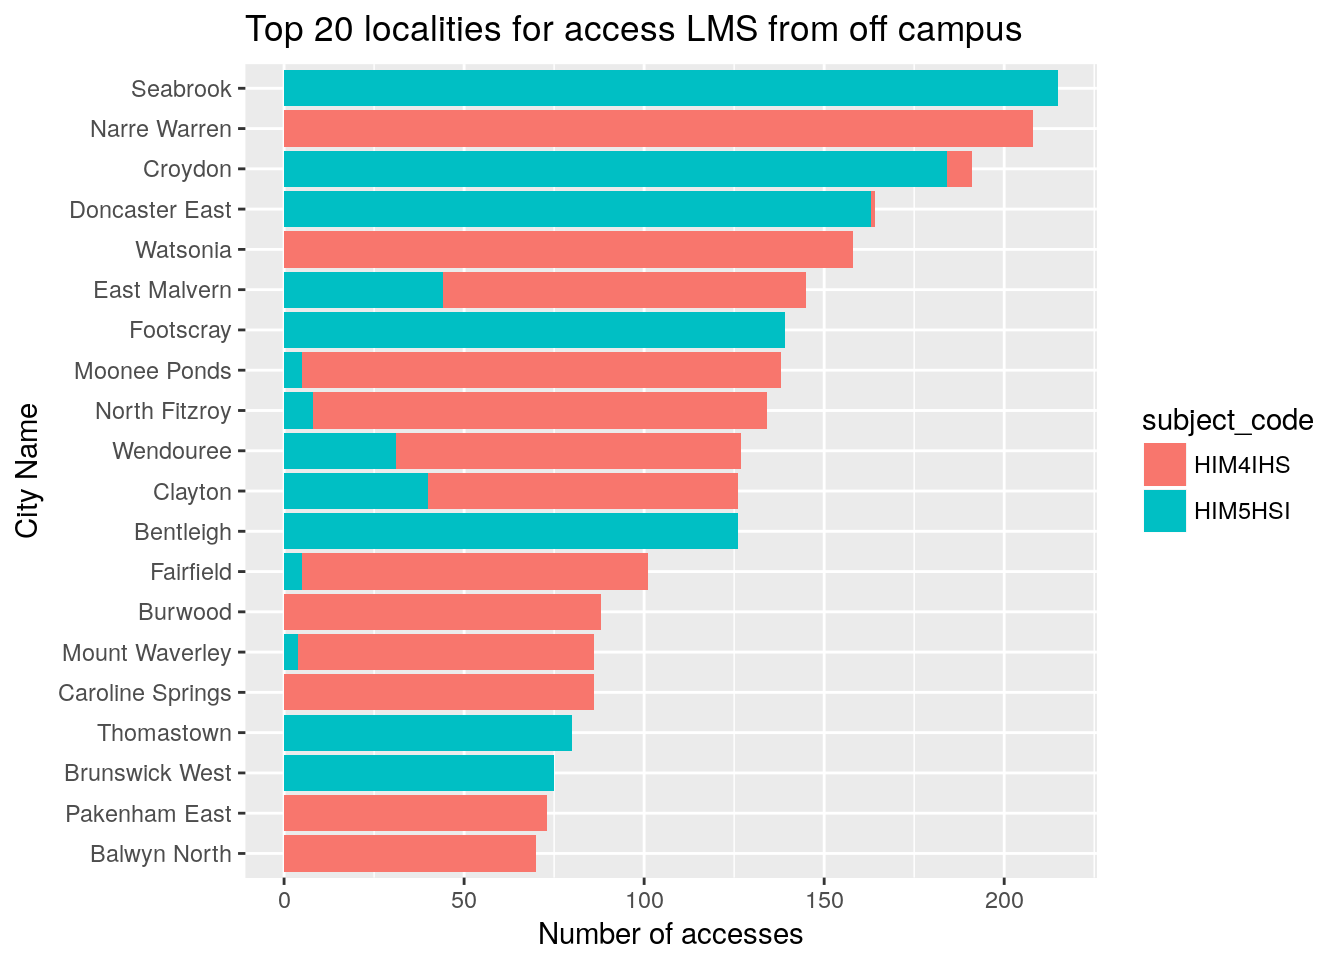 Top 20 localities for access LMS from off campus
City Name
Seabrook
Narre Warren
Croydon
Doncaster East
Watsonia
East Malvern
Footscray
Moonee Ponds
North Fitzroy
Wendouree
Clayton
Bentleigh
Fairfield
Burwood
Mount Waverley
Caroline Springs
Thomastown
Brunswick West
Pakenham East
Balwyn North
0 50 100 150 200
Number of accesses
subject_code
HIM4IHS
HIM5HSI